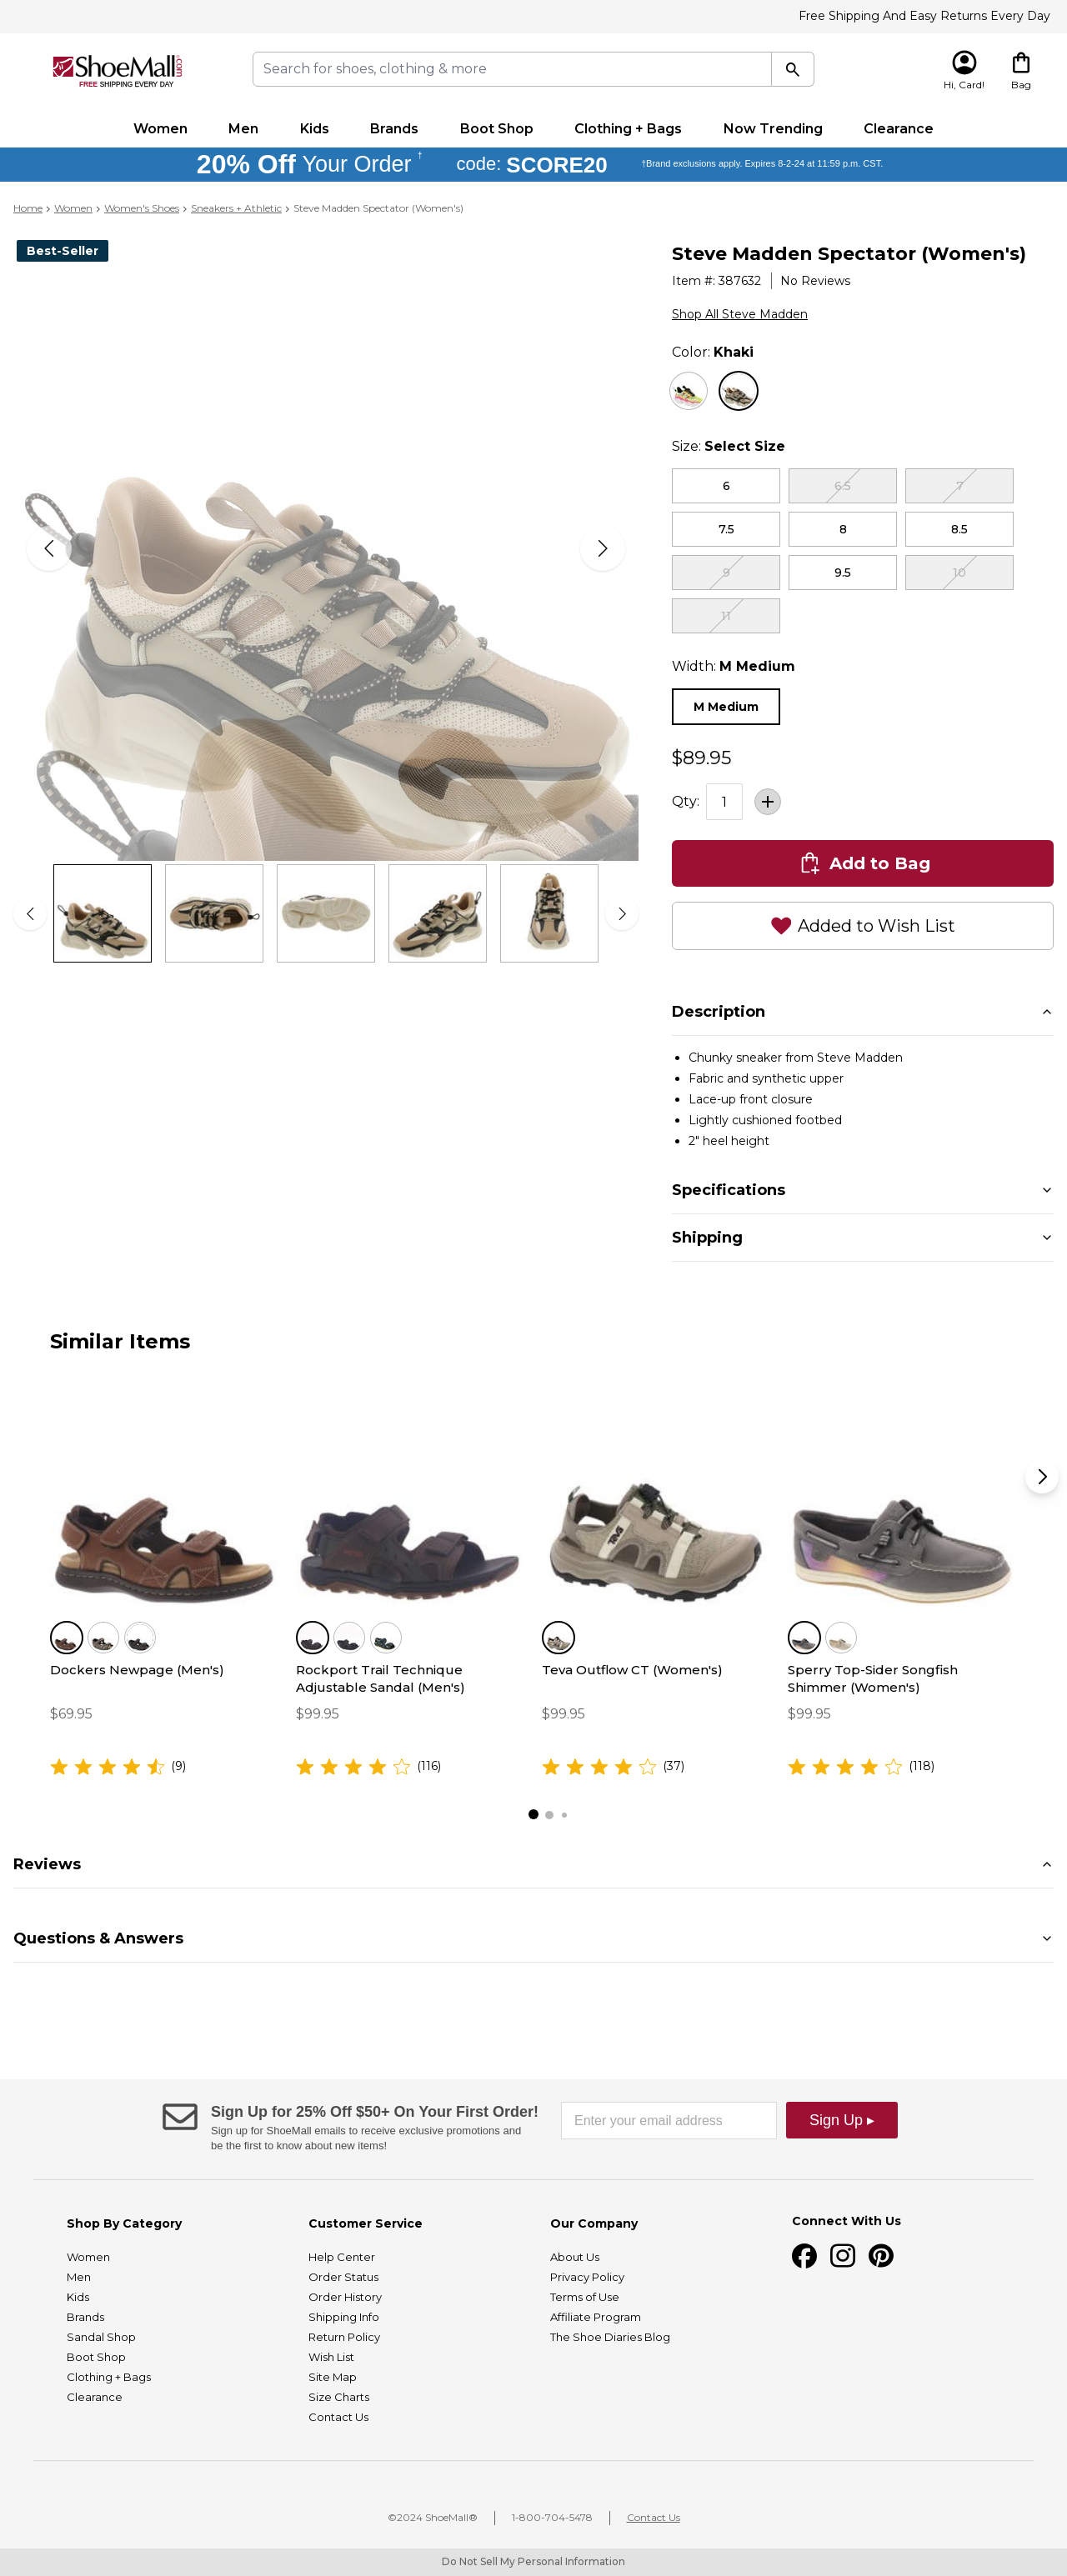 Free Shipping And Easy Returns Every Day
ShoeMall.com
FREE SHIPPING EVERY DAY
Search for shoes, clothing & more
Hi, Card!
Bag
Women
Men
Kids
Brands
Boot Shop
Clothing + Bags
Now Trending
Clearance
20% Off Your Order † code: SCORE20 †Brand exclusions apply. Expires 8-2-24 at 11:59 p.m. CST.
Home > Women > Women's Shoes > Sneakers + Athletic > Steve Madden Spectator (Women's)
Best-Seller
Steve Madden Spectator (Women's)
Item #: 387632 | No Reviews
Shop All Steve Madden
Color: Khaki
Size: Select Size
6
6.5
7
7.5
8
8.5
9
9.5
10
11
Width: M Medium
M Medium
$89.95
Qty: 1
Add to Bag
Added to Wish List
Description
• Chunky sneaker from Steve Madden
• Fabric and synthetic upper
• Lace-up front closure
• Lightly cushioned footbed
• 2" heel height
Specifications
Shipping
Similar Items
Dockers Newpage (Men's)
$69.95
(9)
Rockport Trail Technique
Adjustable Sandal (Men's)
$99.95
(116)
Teva Outflow CT (Women's)
$99.95
(37)
Sperry Top-Sider Songfish
Shimmer (Women's)
$99.95
(118)
Reviews
Questions & Answers
Sign Up for 25% Off $50+ On Your First Order!
Sign up for ShoeMall emails to receive exclusive promotions and
be the first to know about new items!
Enter your email address
Sign Up ▸
Shop By Category
Women
Men
Kids
Brands
Sandal Shop
Boot Shop
Clothing + Bags
Clearance
Customer Service
Help Center
Order Status
Order History
Shipping Info
Return Policy
Wish List
Site Map
Size Charts
Contact Us
Our Company
About Us
Privacy Policy
Terms of Use
Affiliate Program
The Shoe Diaries Blog
Connect With Us
©2024 ShoeMall® | 1-800-704-5478 | Contact Us
Do Not Sell My Personal Information